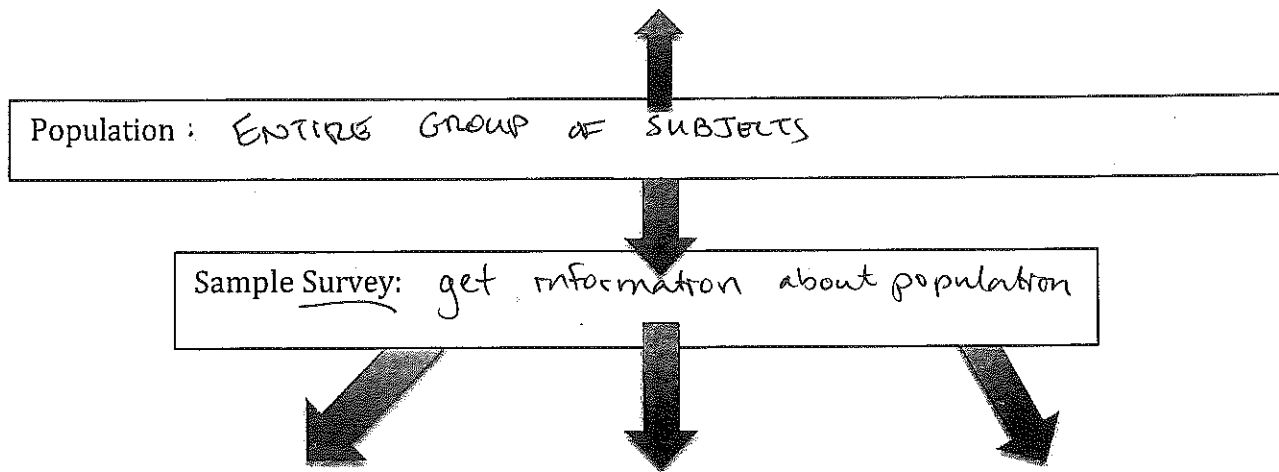 Population : ENTIRE GROUP OF SUBJECTS
Sample Survey: get information about population